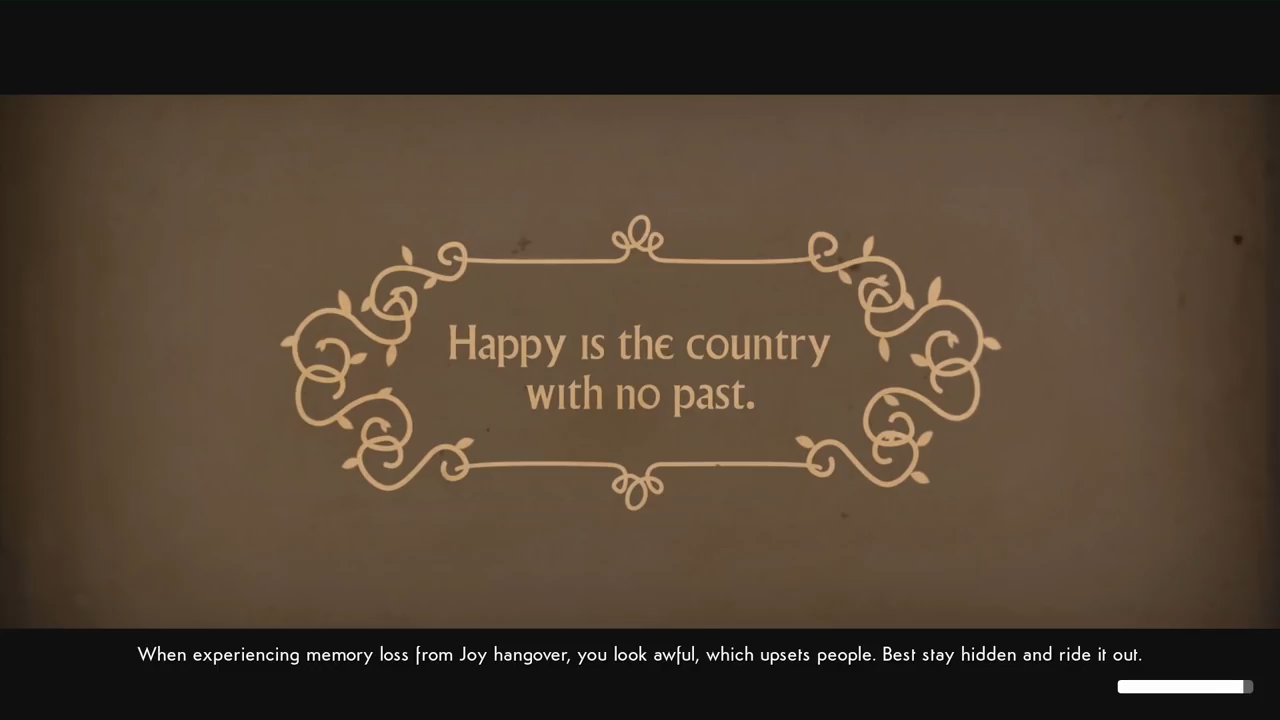 Happy is the country
with no past.
When experiencing memory loss from Joy hangover, you look awful, which upsets people. Best stay hidden and ride it out.